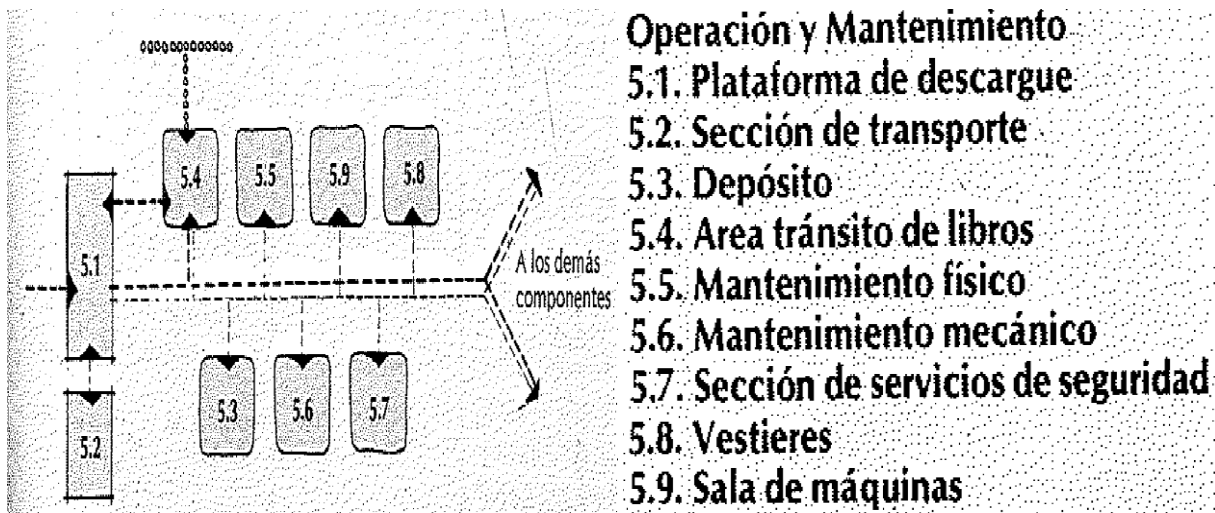 5.4 5.5 5.9 5.8
5.1
A los demás
componentes
5.3 5.6 5.7
5.2
Operación y Mantenimiento
5.1. Plataforma de descargue
5.2. Sección de transporte
5.3. Depósito
5.4. Area tránsito de libros
5.5. Mantenimiento físico
5.6. Mantenimiento mecánico
5.7. Sección de servicios de seguridad
5.8. Vestieres
5.9. Sala de máquinas